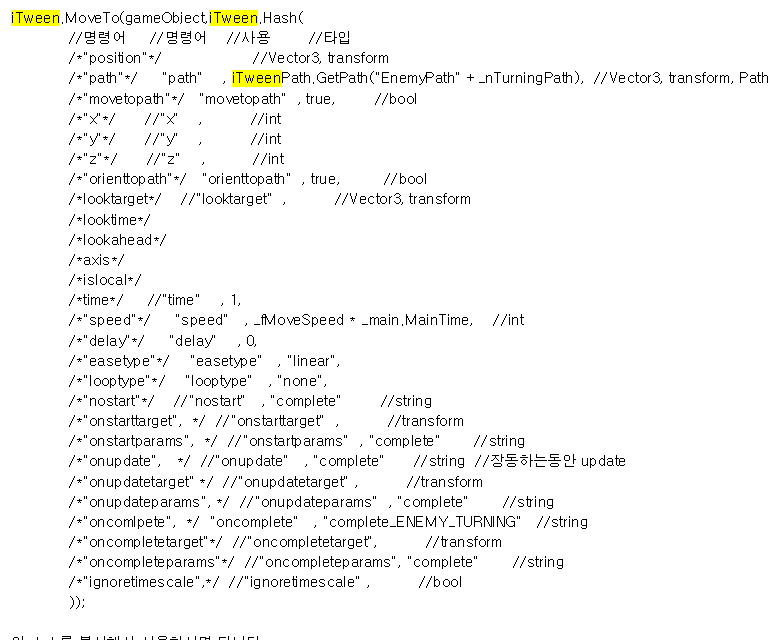 iTween.MoveTo(gameObject,iTween.Hash(
//명령어 //명령어 //사용 //타입
/*"position"*/ //Vector3, transform
/*"path"*/ "path" , iTweenPath.GetPath("EnemyPath" + _nTurningPath), //Vector3, transform, Path
/*"movetopath"*/ "movetopath" , true, //bool
/*"x"*/ //"x" , //int
/*"y"*/ //"y" , //int
/*"z"*/ //"z" , //int
/*"orienttopath"*/ "orienttopath" , true, //bool
/*looktarget*/ //"looktarget" , //Vector3, transform
/*looktime*/
/*lookahead*/
/*axis*/
/*islocal*/
/*time*/ //"time" , 1,
/*"speed"*/ "speed" , _fMoveSpeed * _main.MainTime, //int
/*"delay"*/ "delay" , 0,
/*"easetype"*/ "easetype" , "linear",
/*"looptype"*/ "looptype" , "none",
/*"nostart"*/ //"nostart" , "complete" //string
/*"onstarttarget", */ //"onstarttarget" , //transform
/*"onstartparams", */ //"onstartparams" , "complete" //string
/*"onupdate", */ //"onupdate" , "complete" //string //장동하는동안 update
/*"onupdatetarget" */ //"onupdatetarget" , //transform
/*"onupdateparams", */ //"onupdateparams" , "complete" //string
/*"oncomlpete", */ "oncomplete" , "complete_ENEMY_TURNING" //string
/*"oncompletetarget"*/ //"oncompletetarget", //transform
/*"oncompleteparams"*/ //"oncompleteparams", "complete" //string
/*"ignoretimescale",*/ //"ignoretimescale" , //bool
));